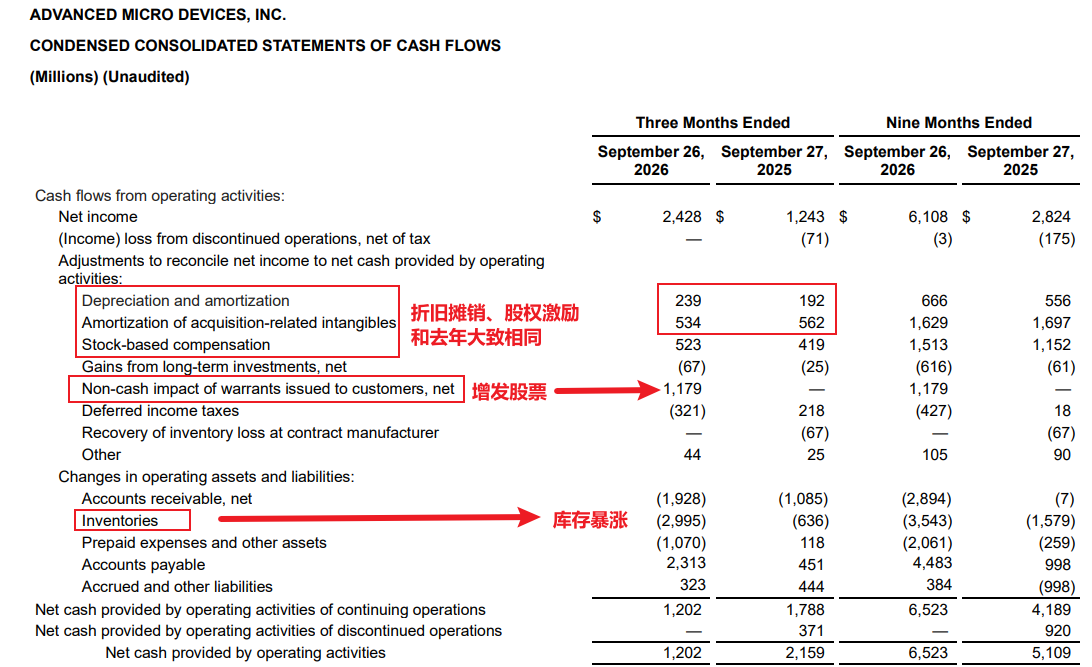 ADVANCED MICRO DEVICES, INC.
CONDENSED CONSOLIDATED STATEMENTS OF CASH FLOWS
(Millions) (Unaudited)
Three Months Ended Nine Months Ended
September 26, 2026 September 27, 2025 September 26, 2026 September 27, 2025
Cash flows from operating activities:
Net income $ 2,428 $ 1,243 $ 6,108 $ 2,824
(Income) loss from discontinued operations, net of tax — (71) (3) (175)
Adjustments to reconcile net income to net cash provided by operating
activities:
Depreciation and amortization 239 192 666 556
Amortization of acquisition-related intangibles 534 562 1,629 1,697
Stock-based compensation 523 419 1,513 1,152
折旧摊销、股权激励
和去年大致相同
Gains from long-term investments, net (67) (25) (616) (61)
Non-cash impact of warrants issued to customers, net 增发股票 1,179 — 1,179 —
Deferred income taxes (321) 218 (427) 18
Recovery of inventory loss at contract manufacturer — (67) — (67)
Other 44 25 105 90
Changes in operating assets and liabilities:
Accounts receivable, net (1,928) (1,085) (2,894) (7)
Inventories 库存暴涨 (2,995) (636) (3,543) (1,579)
Prepaid expenses and other assets (1,070) 118 (2,061) (259)
Accounts payable 2,313 451 4,483 998
Accrued and other liabilities 323 444 384 (998)
Net cash provided by operating activities of continuing operations 1,202 1,788 6,523 4,189
Net cash provided by operating activities of discontinued operations — 371 — 920
Net cash provided by operating activities 1,202 2,159 6,523 5,109